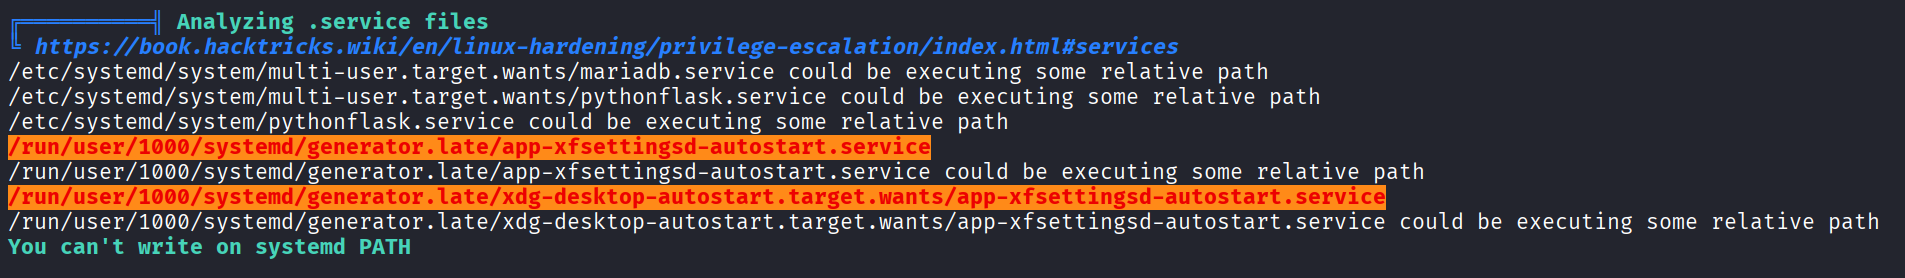 ╔══════════╣ Analyzing .service files
╚ https://book.hacktricks.wiki/en/linux-hardening/privilege-escalation/index.html#services
/etc/systemd/system/multi-user.target.wants/mariadb.service could be executing some relative path
/etc/systemd/system/multi-user.target.wants/pythonflask.service could be executing some relative path
/etc/systemd/system/pythonflask.service could be executing some relative path
/run/user/1000/systemd/generator.late/app-xfsettingsd-autostart.service
/run/user/1000/systemd/generator.late/app-xfsettingsd-autostart.service could be executing some relative path
/run/user/1000/systemd/generator.late/xdg-desktop-autostart.target.wants/app-xfsettingsd-autostart.service
/run/user/1000/systemd/generator.late/xdg-desktop-autostart.target.wants/app-xfsettingsd-autostart.service could be executing some relative path
You can't write on systemd PATH